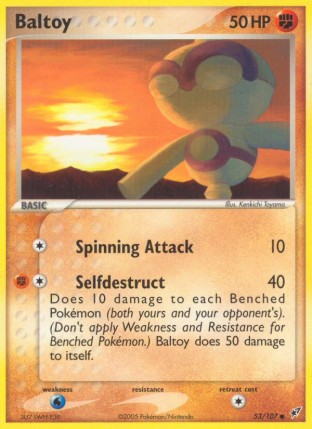 Baltoy 50 HP
BASIC
Illus. Kenkichi Toyama
Spinning Attack 10
Selfdestruct 40
Does 10 damage to each Benched
Pokémon (both yours and your opponent's).
(Don't apply Weakness and Resistance for
Benched Pokémon.) Baltoy does 50 damage
to itself.
weakness resistance retreat cost
©2005 Pokémon/Nintendo 53/107